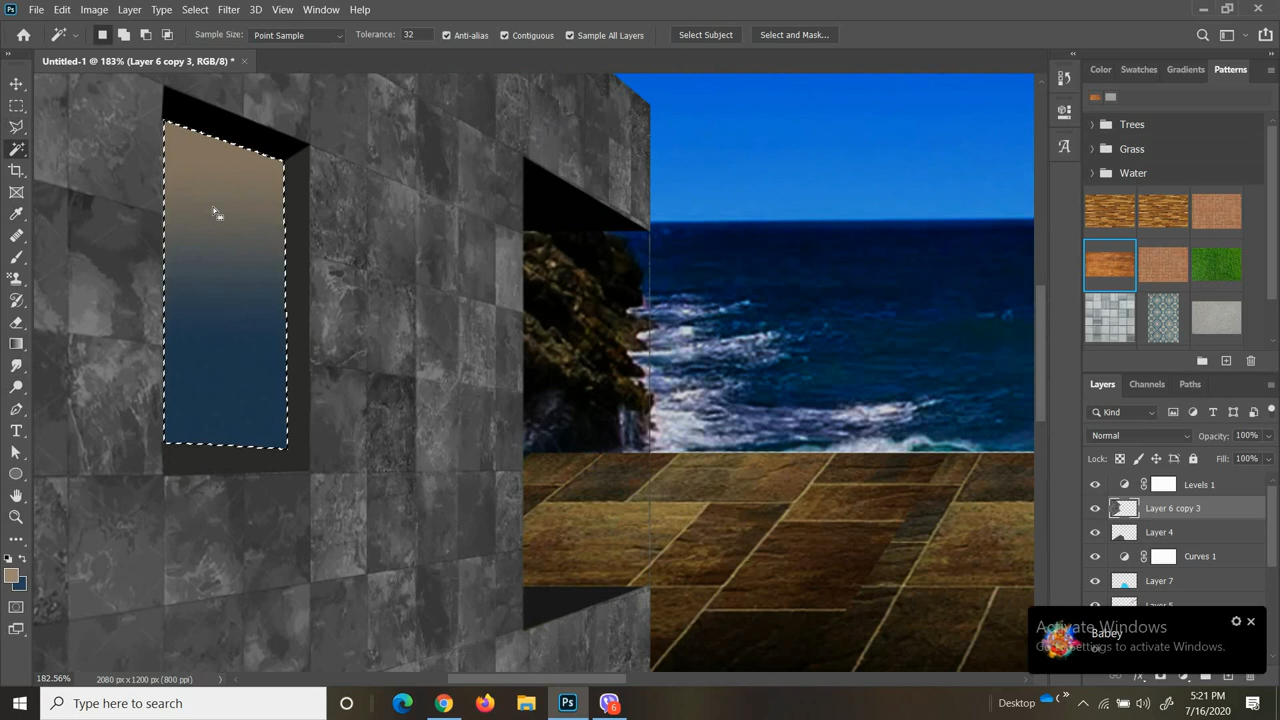 Ps File Edit Image Layer Type Select Filter 3D View Window Help
Sample Size: Point Sample Tolerance: 32 Anti-alias Contiguous Sample All Layers Select Subject Select and Mask...
Untitled-1 @ 183% (Layer 6 copy 3, RGB/8) *
Color Swatches Gradients Patterns
Trees
Grass
Water
Layers Channels Paths
Kind
Normal Opacity: 100%
Lock: Fill: 100%
Levels 1
Layer 6 copy 3
Layer 4
Curves 1
Layer 7
Activate Windows
Babey
Go to Settings to activate Windows.
182.56% 2080 px x 1200 px (800 ppi)
Type here to search
Ps
6
Desktop
5:21 PM
7/16/2020